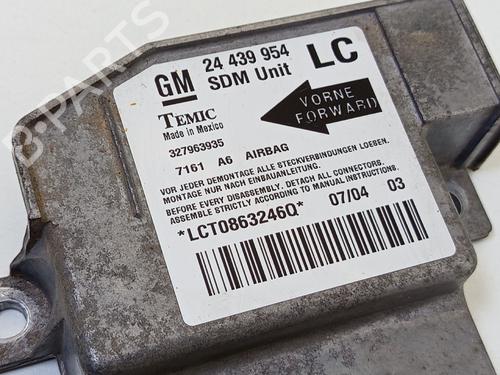 GM
24 439 954 LC
SDM Unit
TEMIC
Made in Mexico
VORNE
FORWARD
327963935
7161 A6 AIRBAG
VOR JEDER DEMONTAGE ALLE STECKVERBINDUNGEN LOESEN.
MONTAGE NUR NACH EINBAUANLEITUNG.
BEFORE EVERY DISASSEMBLY, DETACH ALL CONNECTORS.
ASSEMBLE STRICTLY ACCORDING TO MANUAL INSTRUCTIONS.
*LCT0863246Q* 07/04 03
B-PARTS